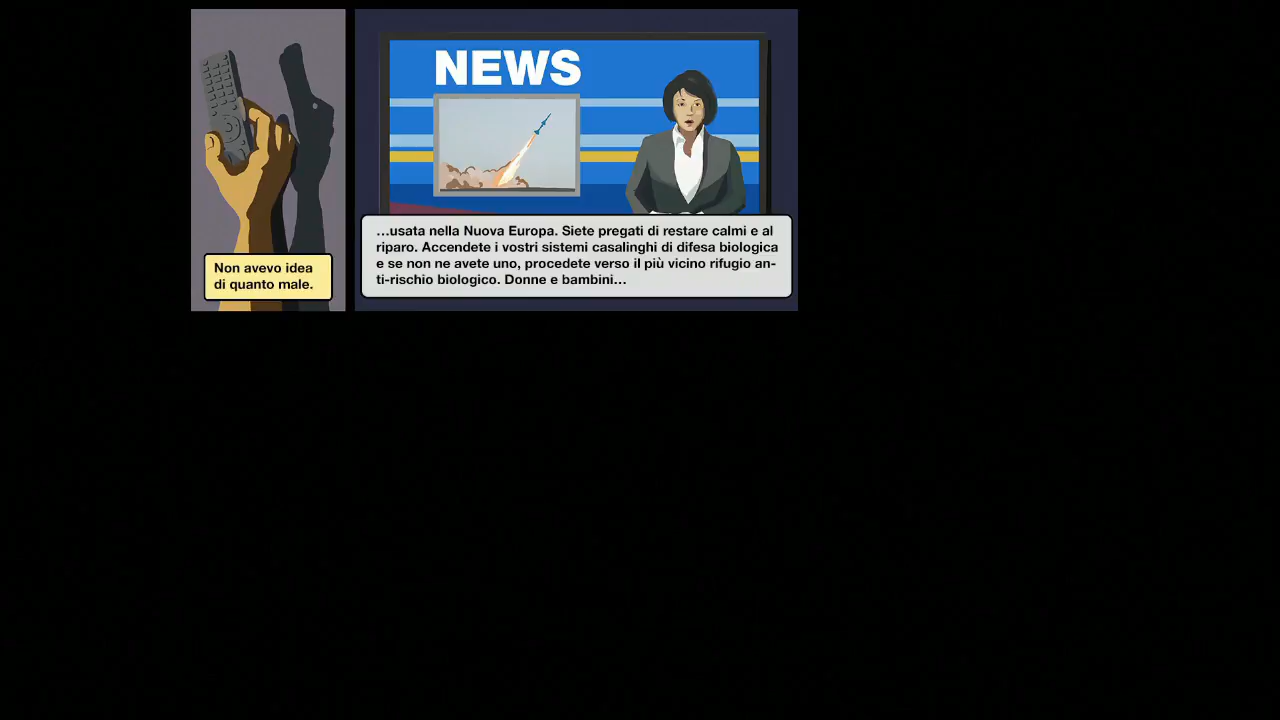 Non avevo idea
di quanto male.
NEWS
...usata nella Nuova Europa. Siete pregati di restare calmi e al
riparo. Accendete i vostri sistemi casalinghi di difesa biologica
e se non ne avete uno, procedete verso il più vicino rifugio an-
ti-rischio biologico. Donne e bambini...